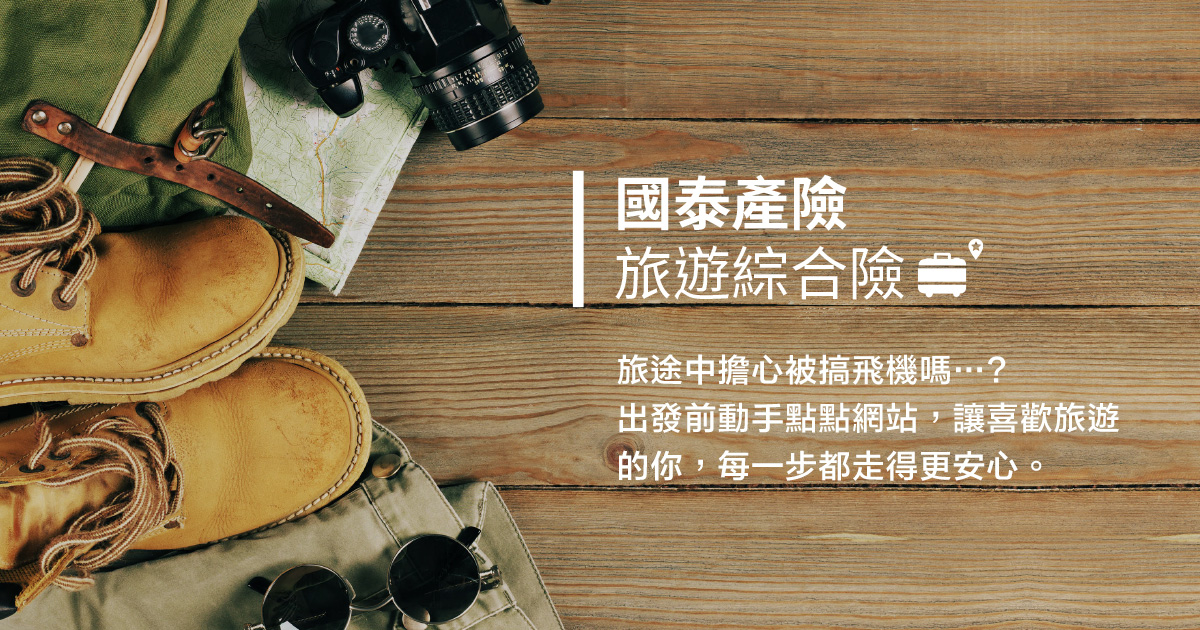 國泰產險
旅遊綜合險
旅途中擔心被搞飛機嗎…?
出發前動手點點網站，讓喜歡旅遊
的你，每一步都走得更安心。